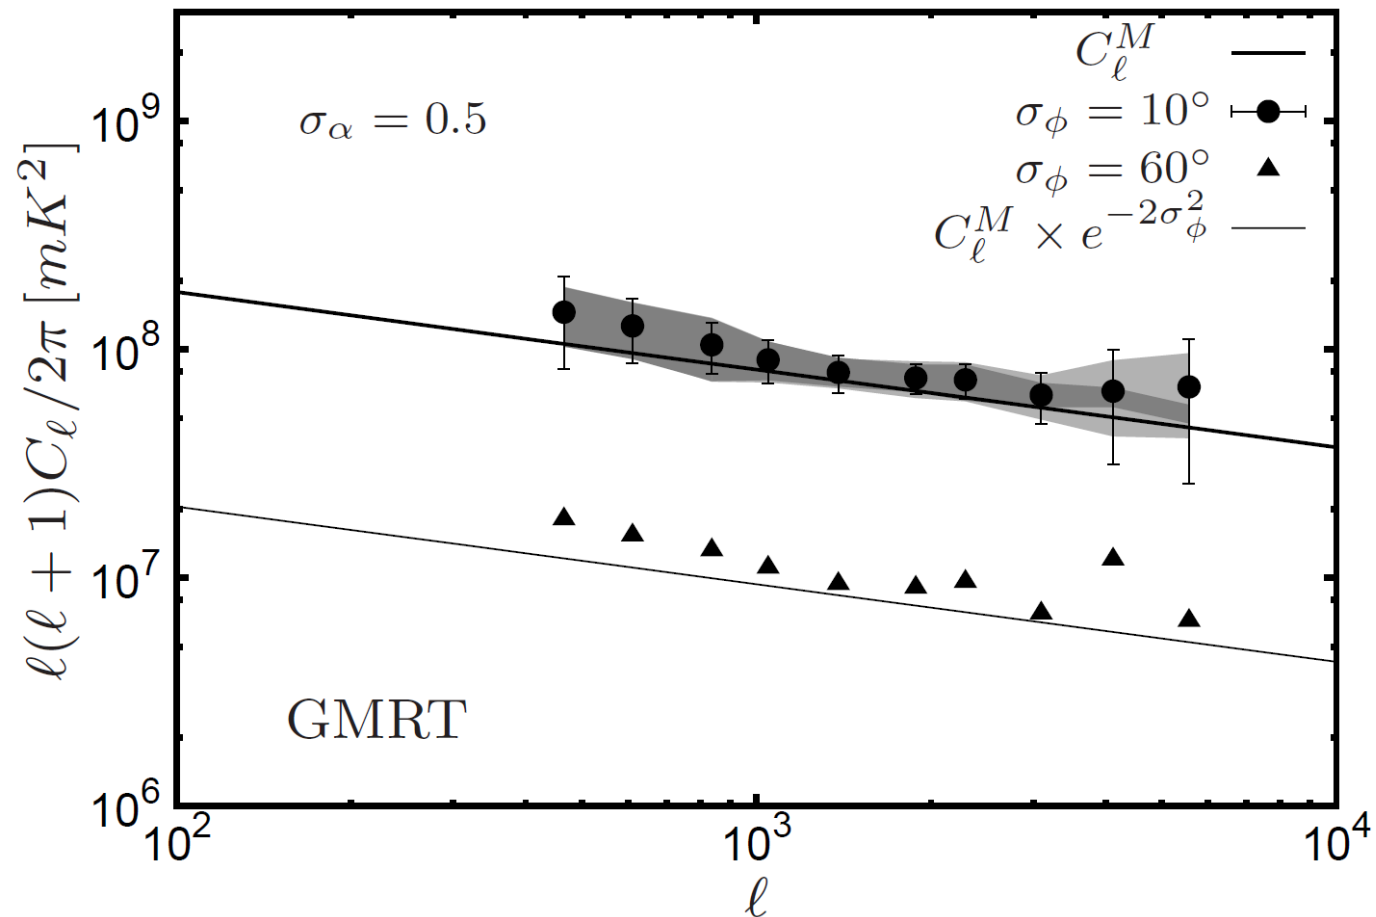 C_ℓ^M
σ_α = 0.5
σ_ϕ = 10°
σ_ϕ = 60°
C_ℓ^M × e^{-2σ_ϕ^2}
GMRT
ℓ(ℓ + 1)C_ℓ/2π [mK^2]
10^9
10^8
10^7
10^6
10^2
10^3
10^4
ℓ